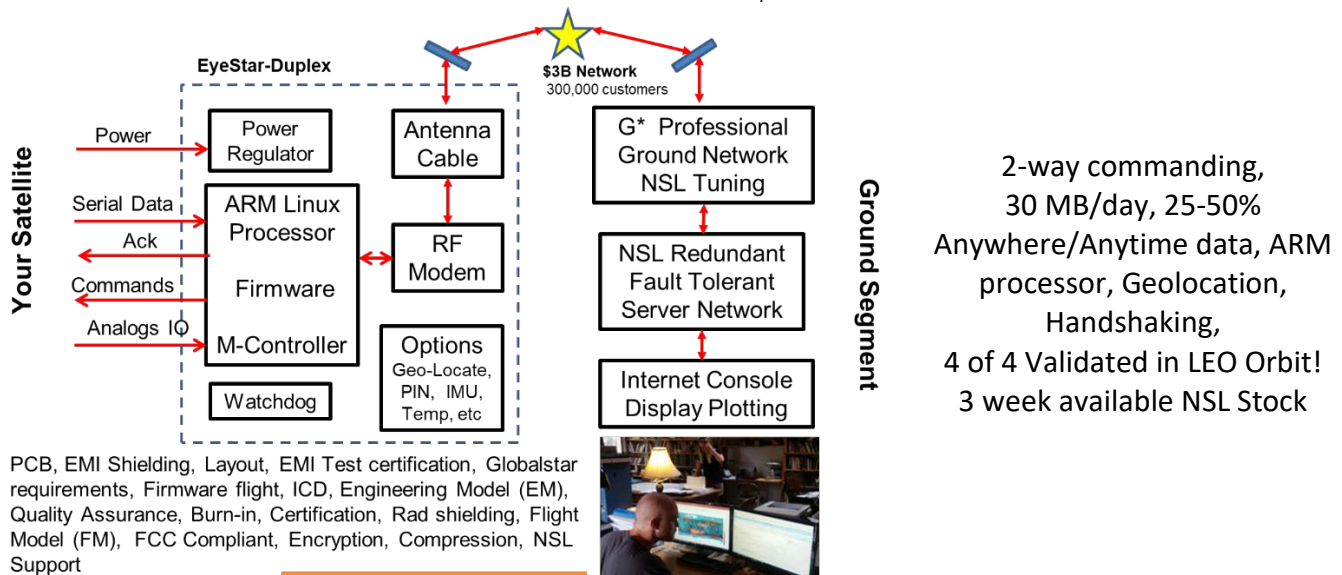 EyeStar-Duplex
$3B Network
300,000 customers
Your Satellite
Power
Serial Data
Ack
Commands
Analogs IO
Power
Regulator
ARM Linux
Processor
Firmware
M-Controller
Watchdog
Antenna
Cable
RF
Modem
Options
Geo-Locate,
PIN, IMU,
Temp, etc
G* Professional
Ground Network
NSL Tuning
NSL Redundant
Fault Tolerant
Server Network
Internet Console
Display Plotting
Ground Segment
2-way commanding,
30 MB/day, 25-50%
Anywhere/Anytime data, ARM
processor, Geolocation,
Handshaking,
4 of 4 Validated in LEO Orbit!
3 week available NSL Stock
PCB, EMI Shielding, Layout, EMI Test certification, Globalstar
requirements, Firmware flight, ICD, Engineering Model (EM),
Quality Assurance, Burn-in, Certification, Rad shielding, Flight
Model (FM), FCC Compliant, Encryption, Compression, NSL
Support